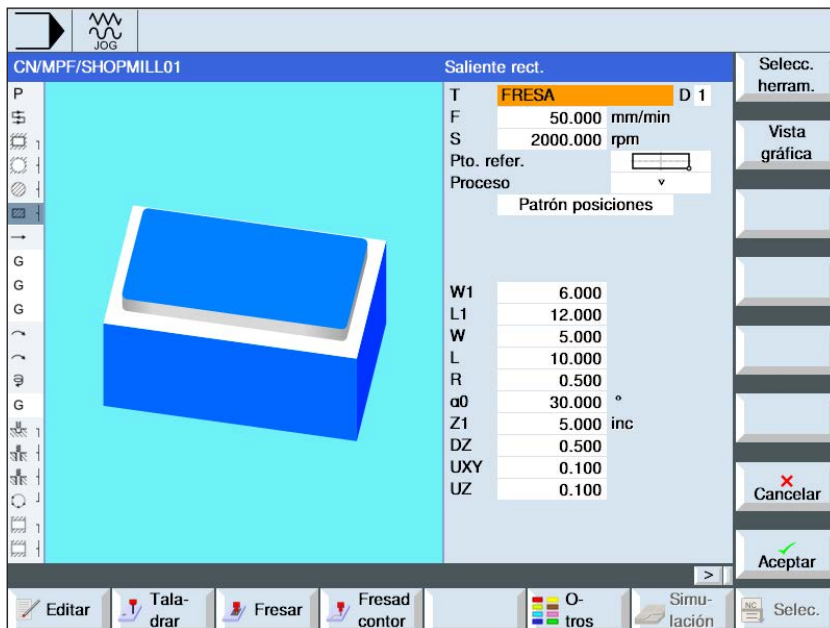 JOG
CN/MPF/SHOPMILL01
Saliente rect.
P
G
G
G
G
T FRESA D 1
F 50.000 mm/min
S 2000.000 rpm
Pto. refer.
Proceso
Patrón posiciones
W1 6.000
L1 12.000
W 5.000
L 10.000
R 0.500
α0 30.000 °
Z1 5.000 inc
DZ 0.500
UXY 0.100
UZ 0.100
>
Selecc.
herram.
Vista
gráfica
Cancelar
Aceptar
Editar
Tala-
drar
Fresar
Fresad
contor
O-
tros
Simu-
lación
NC
Selec.